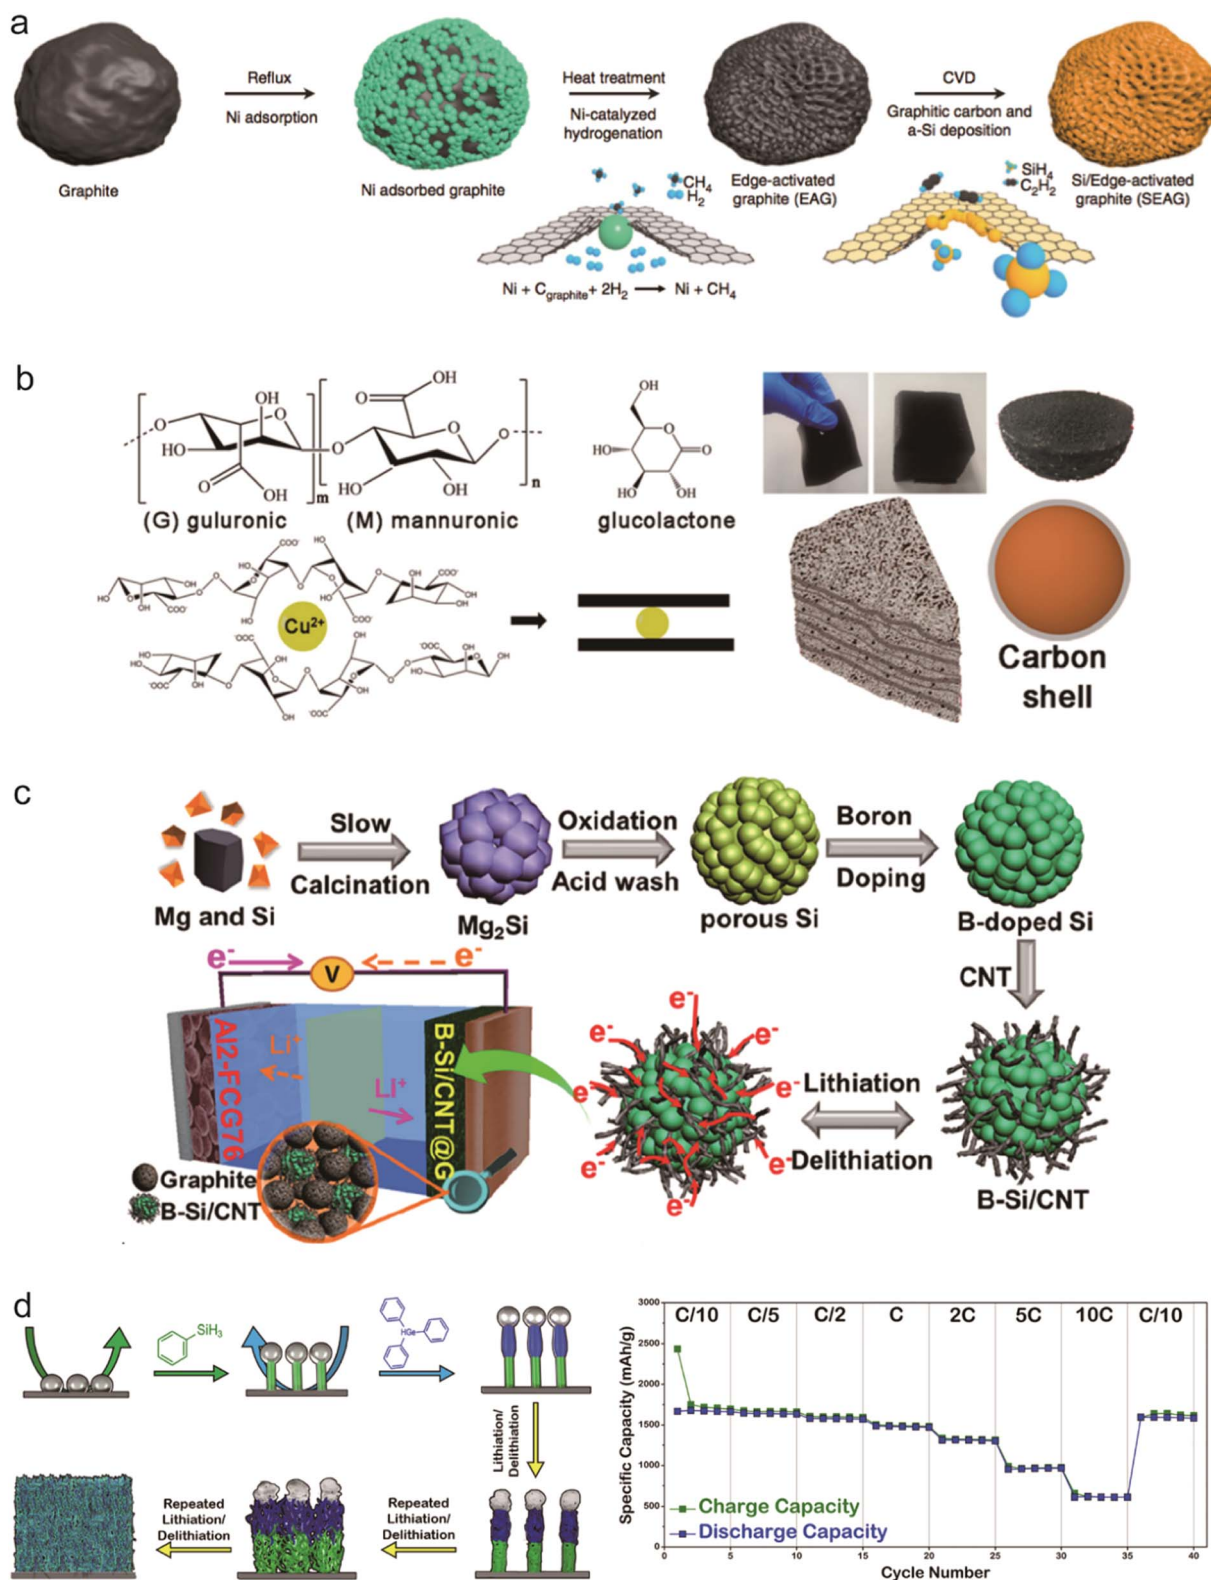 a
Reflux
Ni adsorption
Heat treatment
Ni-catalyzed
hydrogenation
CVD
Graphitic carbon and
a-Si deposition
Graphite
Ni adsorbed graphite
CH₄
H₂
Edge-activated
graphite (EAG)
SiH₄
C₂H₂
Si/Edge-activated
graphite (SEAG)
Ni + Cgraphite+ 2H₂ → Ni + CH₄
b
(G) guluronic
(M) mannuronic
m
n
glucolactone
Cu²⁺
Carbon
shell
c
Mg and Si
Slow
Calcination
Mg₂Si
Oxidation
Acid wash
porous Si
Boron
Doping
B-doped Si
CNT
e⁻
V
e⁻
Al2-FCG76
Li⁺
Li⁺
B-Si/CNT@G
Graphite
B-Si/CNT
e⁻
e⁻
e⁻
e⁻
e⁻
e⁻
e⁻
e⁻
e⁻
Lithiation
Delithiation
B-Si/CNT
d
SiH₃
HGe
Lithiation/
Delithiation
Repeated
Lithiation/
Delithiation
Repeated
Lithiation/
Delithiation
Specific Capacity (mAh/g)
3000
2500
2000
1500
1000
500
0
C/10
C/5
C/2
C
2C
5C
10C
C/10
Charge Capacity
Discharge Capacity
0
5
10
15
20
25
30
35
40
Cycle Number